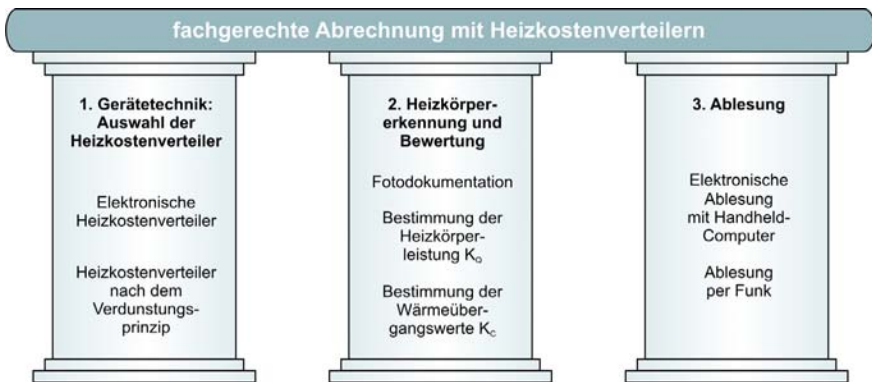 fachgerechte Abrechnung mit Heizkostenverteilern
1. Gerätetechnik:
Auswahl der
Heizkostenverteiler
Elektronische
Heizkostenverteiler
Heizkostenverteiler
nach dem
Verdunstungs-
prinzip
2. Heizkörper-
erkennung und
Bewertung
Fotodokumentation
Bestimmung der
Heizkörper-
leistung KQ
Bestimmung der
Wärmeüber-
gangswerte KC
3. Ablesung
Elektronische
Ablesung
mit Handheld-
Computer
Ablesung
per Funk